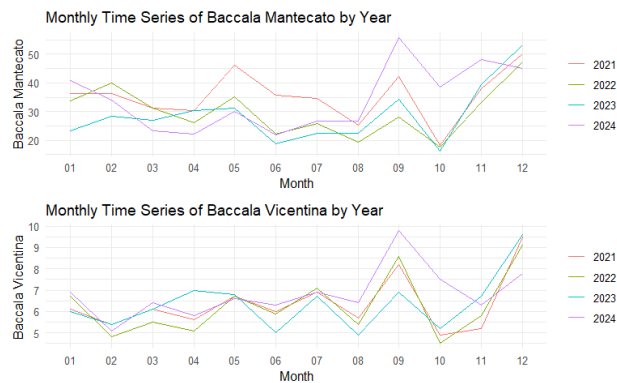 Monthly Time Series of Baccala Mantecato by Year
Baccala Mantecato
50
40
30
20
01 02 03 04 05 06 07 08 09 10 11 12
Month
2021
2022
2023
2024
Monthly Time Series of Baccala Vicentina by Year
Baccala Vicentina
10
9
8
7
6
5
01 02 03 04 05 06 07 08 09 10 11 12
Month
2021
2022
2023
2024